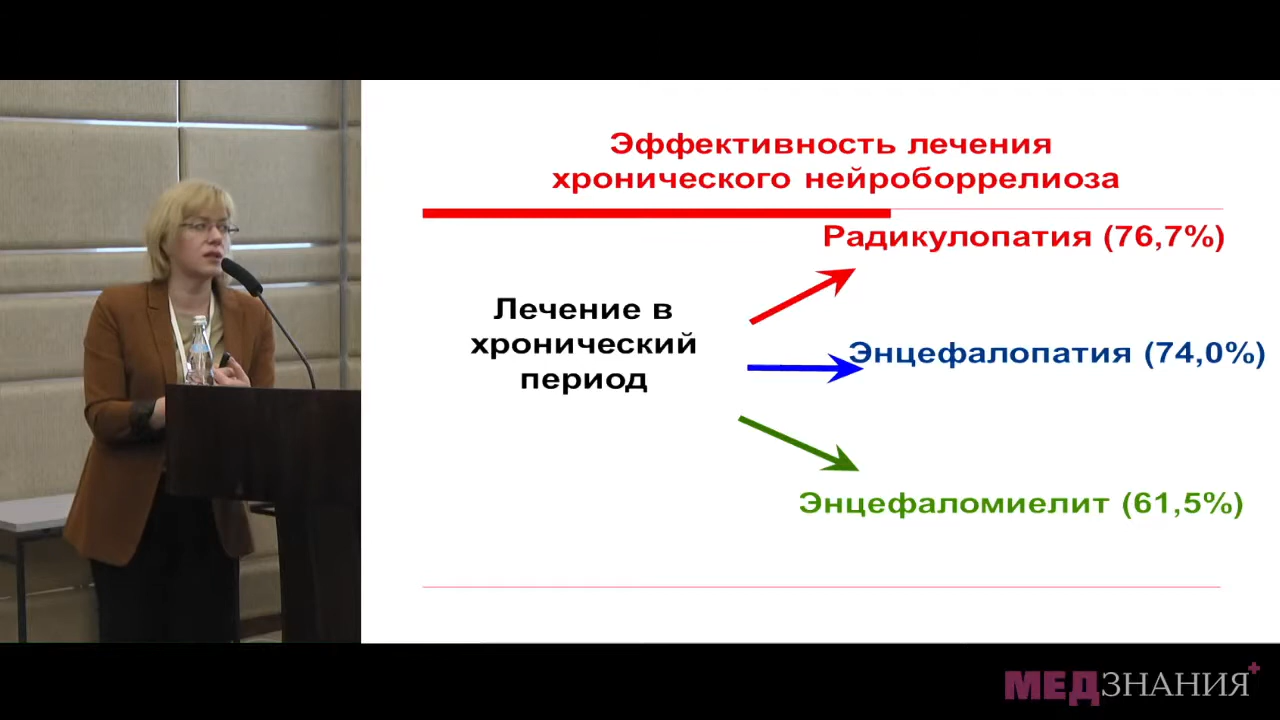 Эффективность лечения
хронического нейроборрелиоза
Радикулопатия (76,7%)
Лечение в
хронический
период
Энцефалопатия (74,0%)
Энцефаломиелит (61,5%)
МЕДЗНАНИЯ+